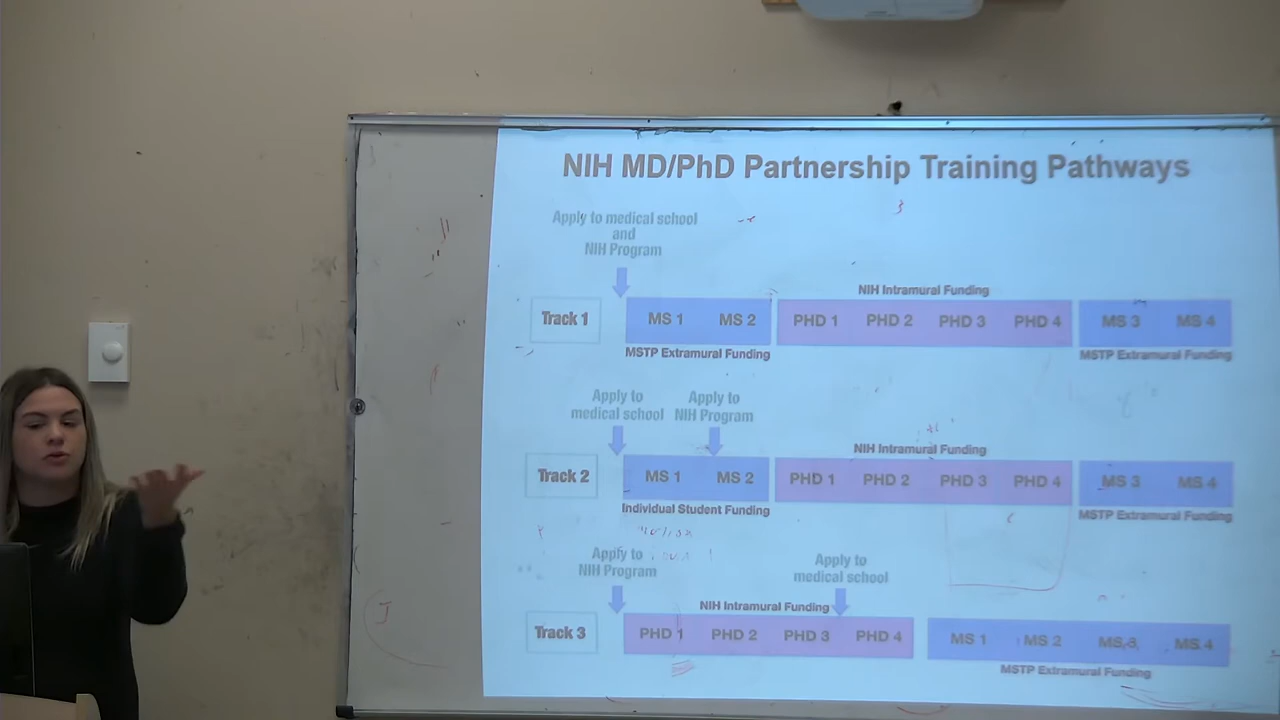 NIH MD/PhD Partnership Training Pathways
Apply to medical school
and
NIH Program
NIH Intramural Funding
Track 1
MS 1 MS 2 PHD 1 PHD 2 PHD 3 PHD 4 MS 3 MS 4
MSTP Extramural Funding MSTP Extramural Funding
Apply to medical school Apply to NIH Program
NIH Intramural Funding
Track 2
MS 1 MS 2 PHD 1 PHD 2 PHD 3 PHD 4 MS 3 MS 4
Individual Student Funding MSTP Extramural Funding
Apply to NIH Program Apply to medical school
NIH Intramural Funding
Track 3
PHD 1 PHD 2 PHD 3 PHD 4 MS 1 MS 2 MS 3 MS 4
MSTP Extramural Funding